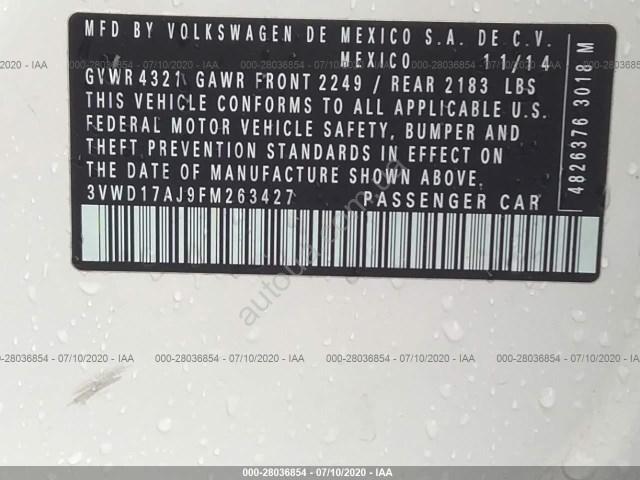 MFD BY VOLKSWAGEN DE MEXICO S.A. DE C.V.
MEXICO 11/14
GVWR 4321 GAWR FRONT 2249 / REAR 2183 LBS
THIS VEHICLE CONFORMS TO ALL APPLICABLE U.S.
FEDERAL MOTOR VEHICLE SAFETY, BUMPER AND
THEFT PREVENTION STANDARDS IN EFFECT ON
THE DATE OF MANUFACTURE SHOWN ABOVE.
3VWD17AJ9FM263427 PASSENGER CAR
4826376 3018 M
000-28036854 - 07/10/2020 - IAA